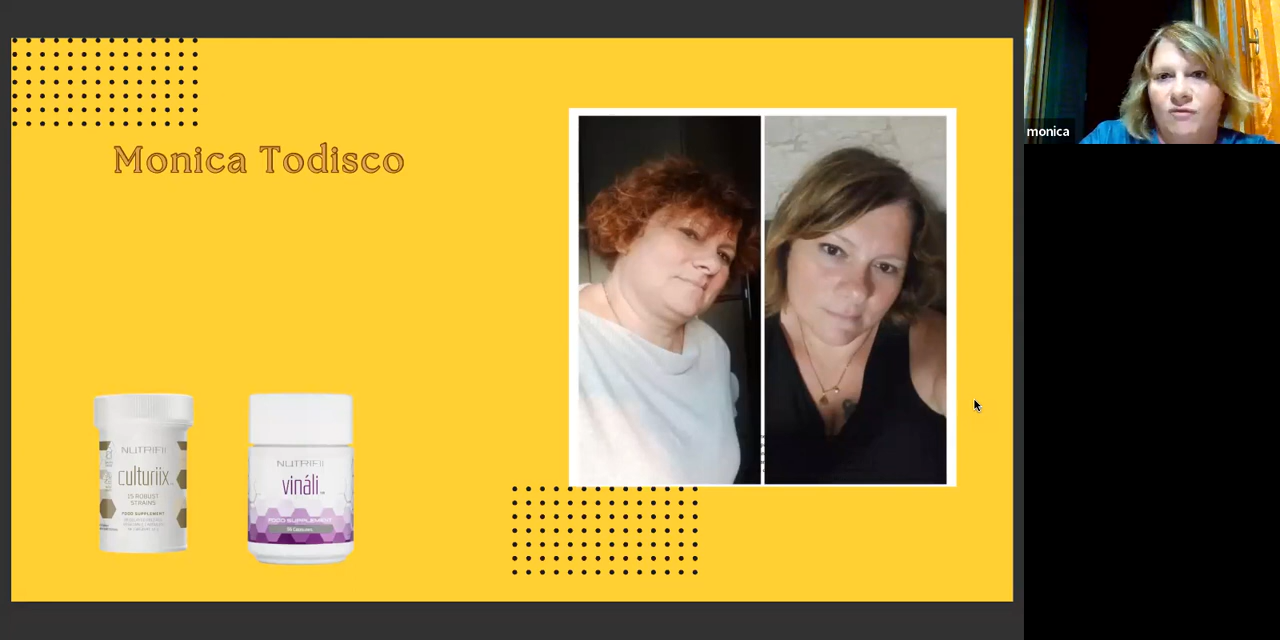 Monica Todisco
monica
NUTRIFII
culturiix
15 ROBUST
STRAINS
FOOD SUPPLEMENT
NUTRIFII
vináli
FOOD SUPPLEMENT